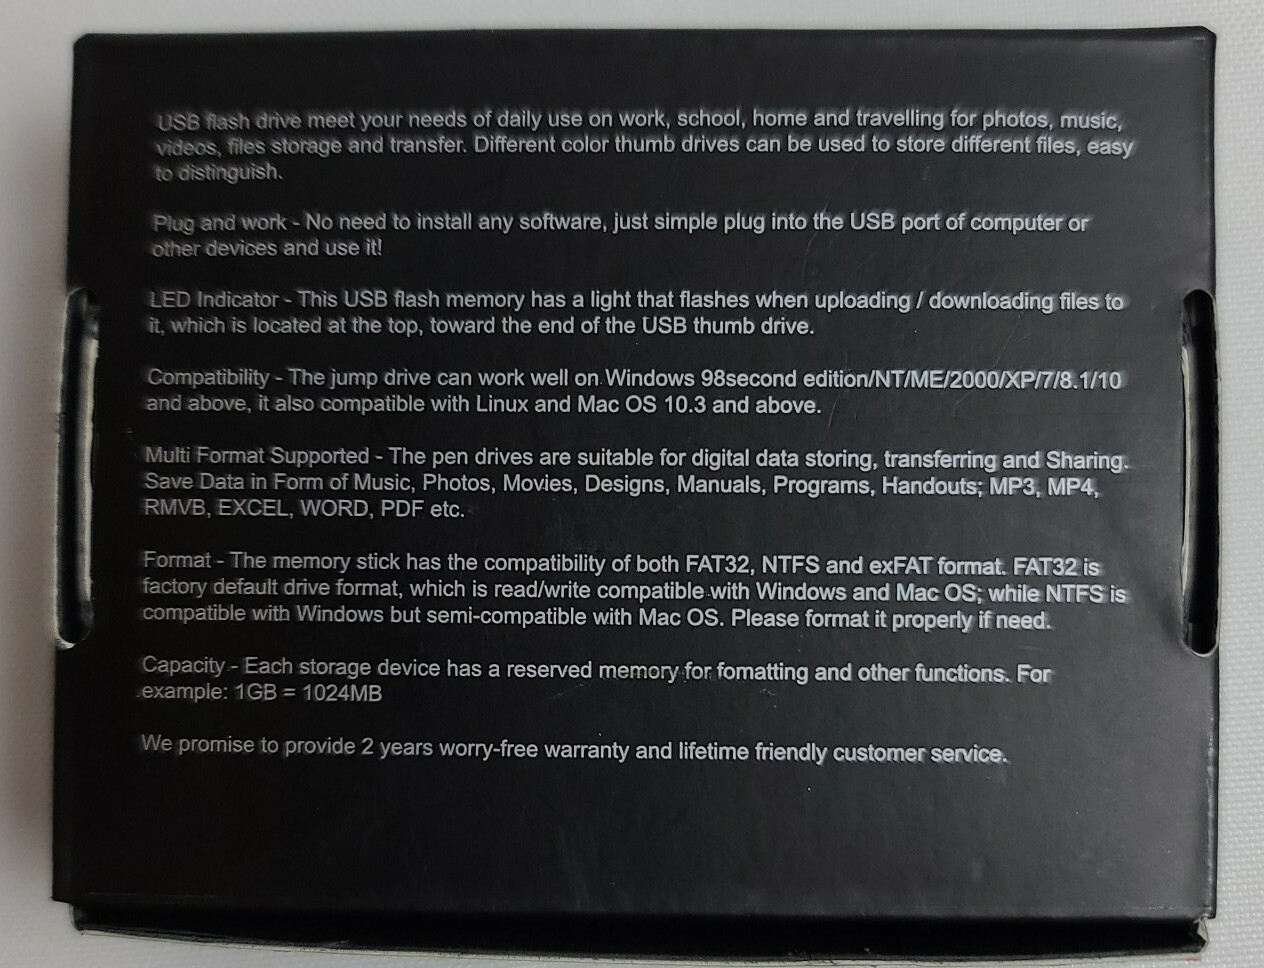 USB flash drive meet your needs of daily use on work, school, home and travelling for photos, music,
videos, files storage and transfer. Different color thumb drives can be used to store different files, easy
to distinguish.
Plug and work - No need to install any software, just simple plug into the USB port of computer or
other devices and use it!
LED Indicator - This USB flash memory has a light that flashes when uploading / downloading files to
it, which is located at the top, toward the end of the USB thumb drive.
Compatibility - The jump drive can work well on Windows 98second edition/NT/ME/2000/XP/7/8.1/10
and above, it also compatible with Linux and Mac OS 10.3 and above.
Multi Format Supported - The pen drives are suitable for digital data storing, transferring and Sharing.
Save Data in Form of Music, Photos, Movies, Designs, Manuals, Programs, Handouts; MP3, MP4,
RMVB, EXCEL, WORD, PDF etc.
Format - The memory stick has the compatibility of both FAT32, NTFS and exFAT format. FAT32 is
factory default drive format, which is read/write compatible with Windows and Mac OS; while NTFS is
compatible with Windows but semi-compatible with Mac OS. Please format it properly if need.
Capacity - Each storage device has a reserved memory for fomatting and other functions. For
example: 1GB = 1024MB
We promise to provide 2 years worry-free warranty and lifetime friendly customer service.